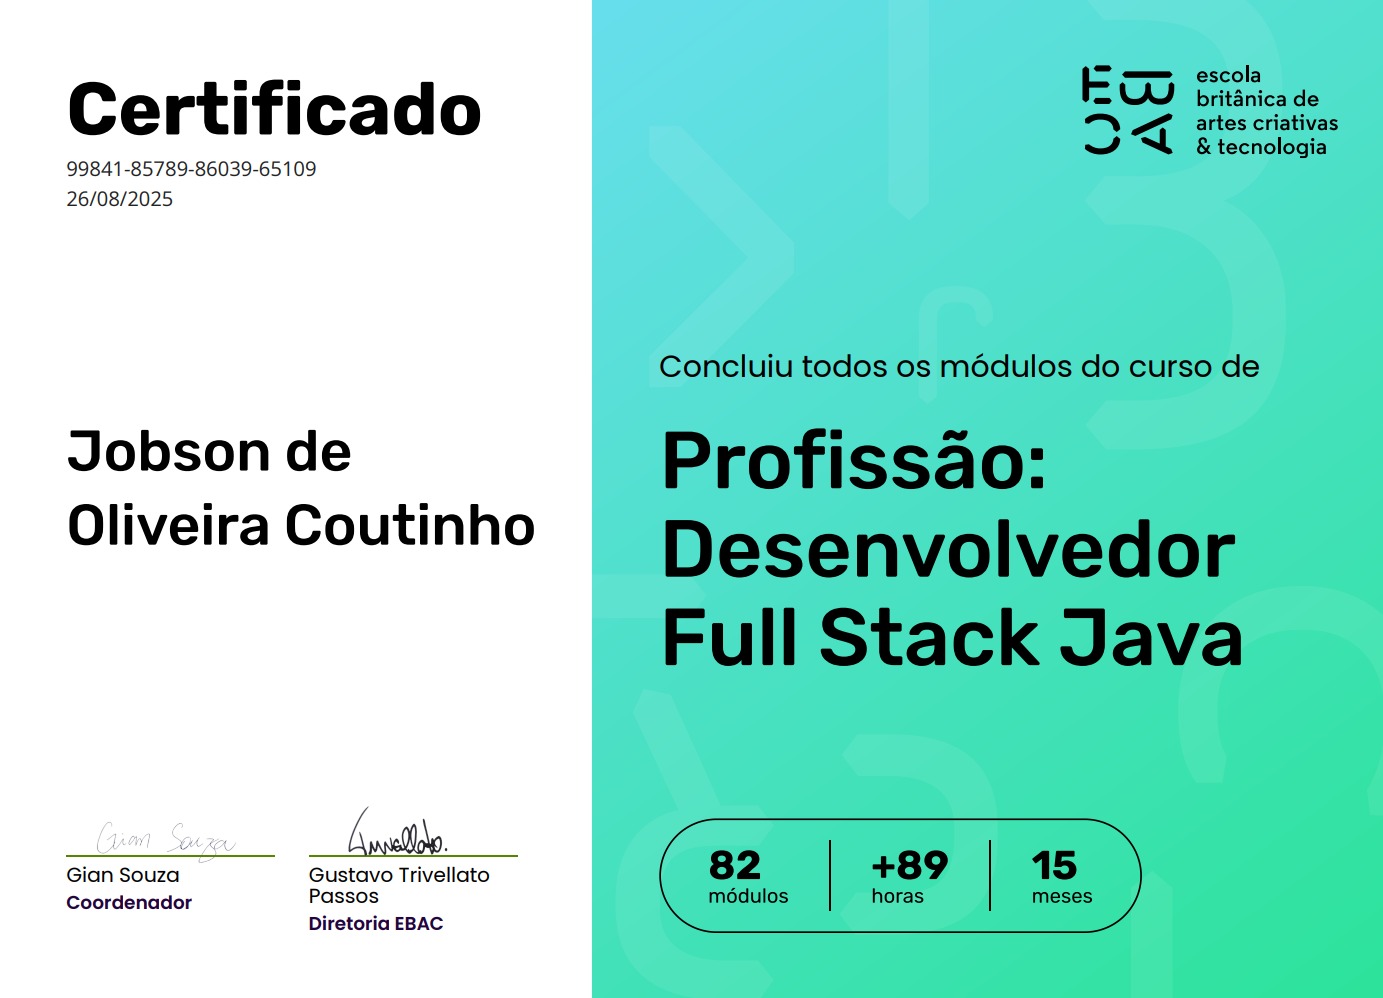 Certificado
99841-85789-86039-65109
26/08/2025
Jobson de
Oliveira Coutinho
Gian Souza
Gian Souza
Coordenador
Trivellato.
Gustavo Trivellato
Passos
Diretoria EBAC
EBAC
escola
britânica de
artes criativas
& tecnologia
Concluiu todos os módulos do curso de
Profissão:
Desenvolvedor
Full Stack Java
82
módulos
+89
horas
15
meses